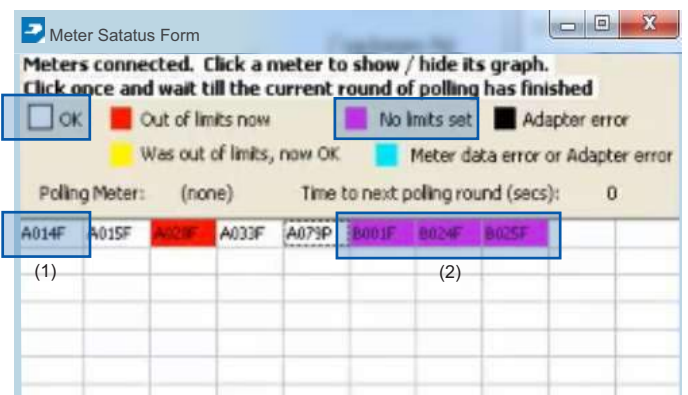 Meter Satatus Form
Meters connected. Click a meter to show / hide its graph.
Click once and wait till the current round of polling has finished
OK Out of limits now No limits set Adapter error
Was out of limits, now OK Meter data error or Adapter error
Polling Meter: (none) Time to next polling round (secs): 0
A014F A015F A028F A033F A079P B001F B024F B025F
(1) (2)